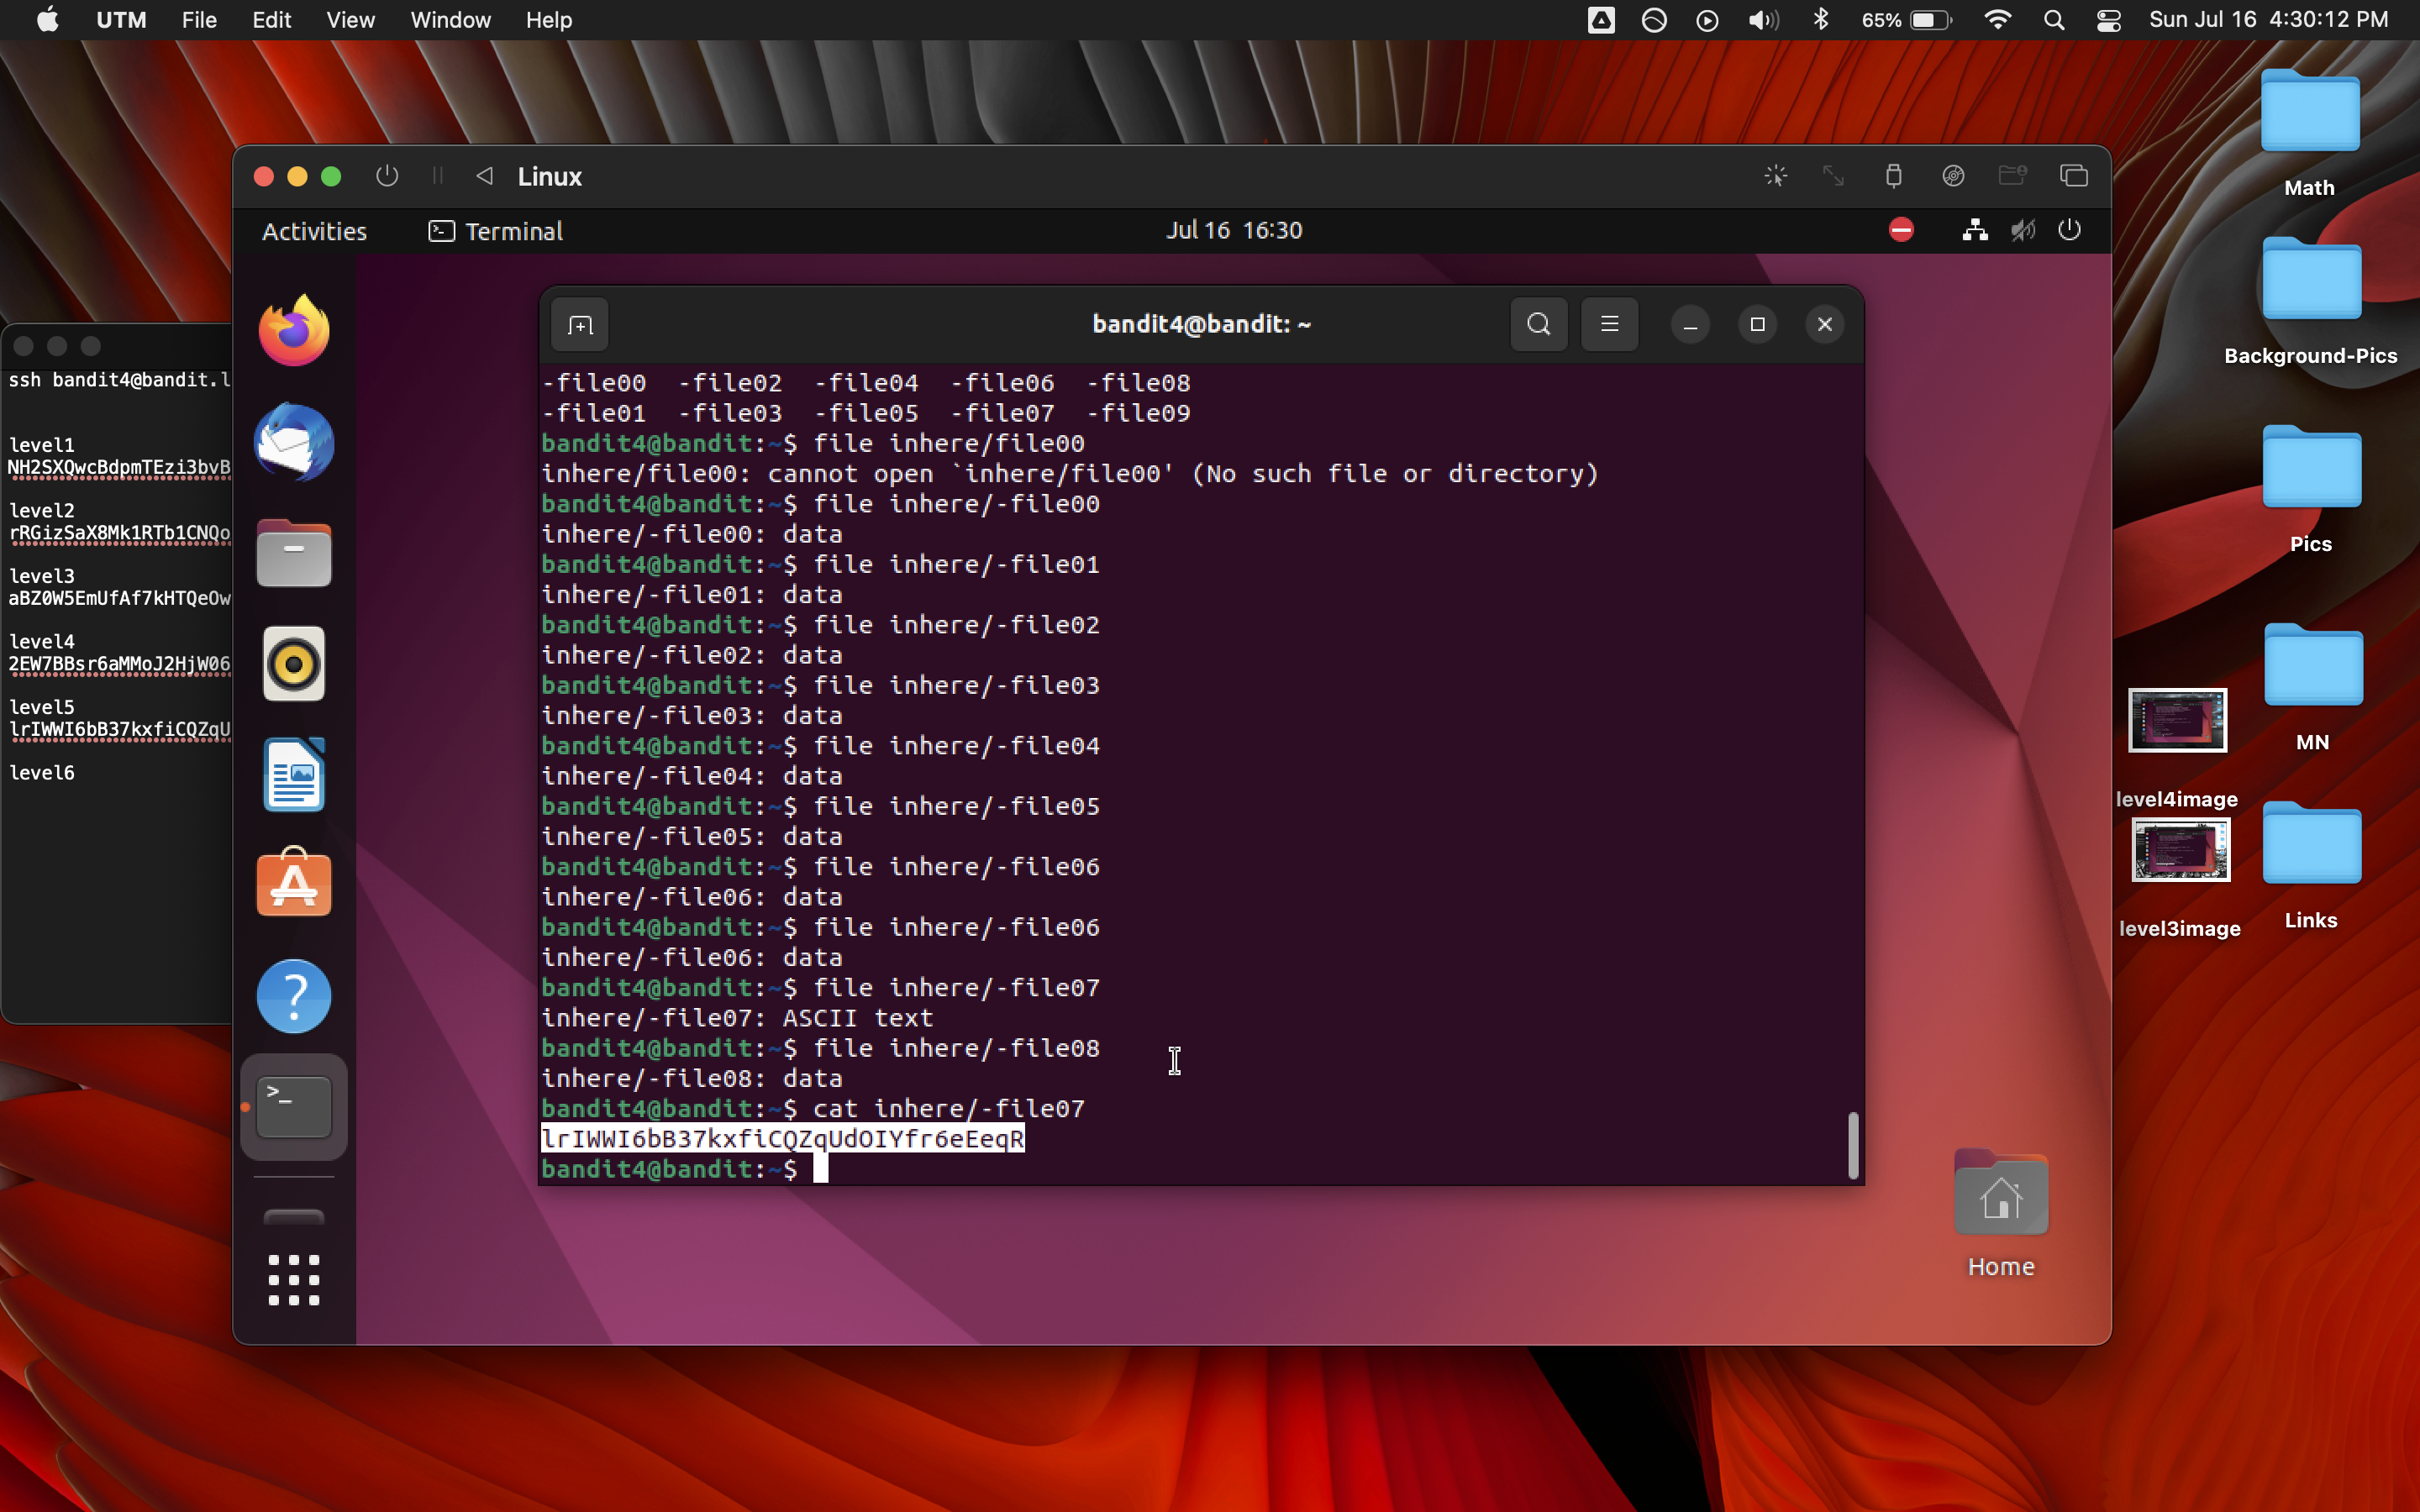 UTM File Edit View Window Help
65% Sun Jul 16 4:30:12 PM
Linux
Activities Terminal Jul 16 16:30
bandit4@bandit: ~
-file00 -file02 -file04 -file06 -file08
-file01 -file03 -file05 -file07 -file09
bandit4@bandit:~$ file inhere/file00
inhere/file00: cannot open `inhere/file00' (No such file or directory)
bandit4@bandit:~$ file inhere/-file00
inhere/-file00: data
bandit4@bandit:~$ file inhere/-file01
inhere/-file01: data
bandit4@bandit:~$ file inhere/-file02
inhere/-file02: data
bandit4@bandit:~$ file inhere/-file03
inhere/-file03: data
bandit4@bandit:~$ file inhere/-file04
inhere/-file04: data
bandit4@bandit:~$ file inhere/-file05
inhere/-file05: data
bandit4@bandit:~$ file inhere/-file06
inhere/-file06: data
bandit4@bandit:~$ file inhere/-file06
inhere/-file06: data
bandit4@bandit:~$ file inhere/-file07
inhere/-file07: ASCII text
bandit4@bandit:~$ file inhere/-file08
inhere/-file08: data
bandit4@bandit:~$ cat inhere/-file07
lrIWWI6bB37kxfiCQZqUdOIYfr6eEeqR
bandit4@bandit:~$
ssh bandit4@bandit.l
level1
NH2SXQwcBdpmTEzi3bvB
level2
rRGizSaX8Mk1RTb1CNQo
level3
aBZ0W5EmUfAf7kHTQeOw
level4
2EW7BBsr6aMMoJ2HjW06
level5
lrIWWI6bB37kxfiCQZqU
level6
Home
Math
Background-Pics
Pics
MN
level4image
level3image
Links